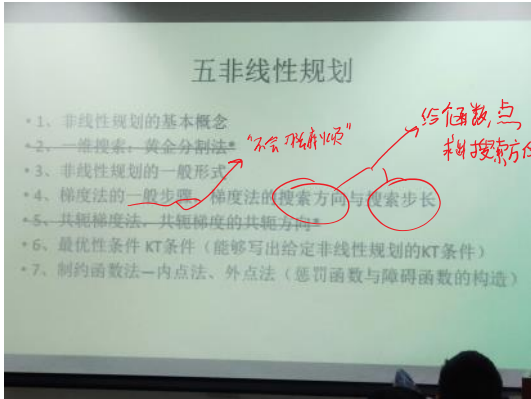 五非线性规划
• 1、非线性规划的基本概念
• 2、一维搜索，黄金分割法*
• 3、非线性规划的一般形式
• 4、梯度法的一般步骤，梯度法的搜索方向与搜索步长
• 5、共轭梯度法，共轭梯度的共轭方向*
• 6、最优性条件 KT条件（能够写出给定非线性规划的KT条件）
• 7、制约函数法—内点法、外点法（惩罚函数与障碍函数的构造）
"不会
给个函数,点
搜索方